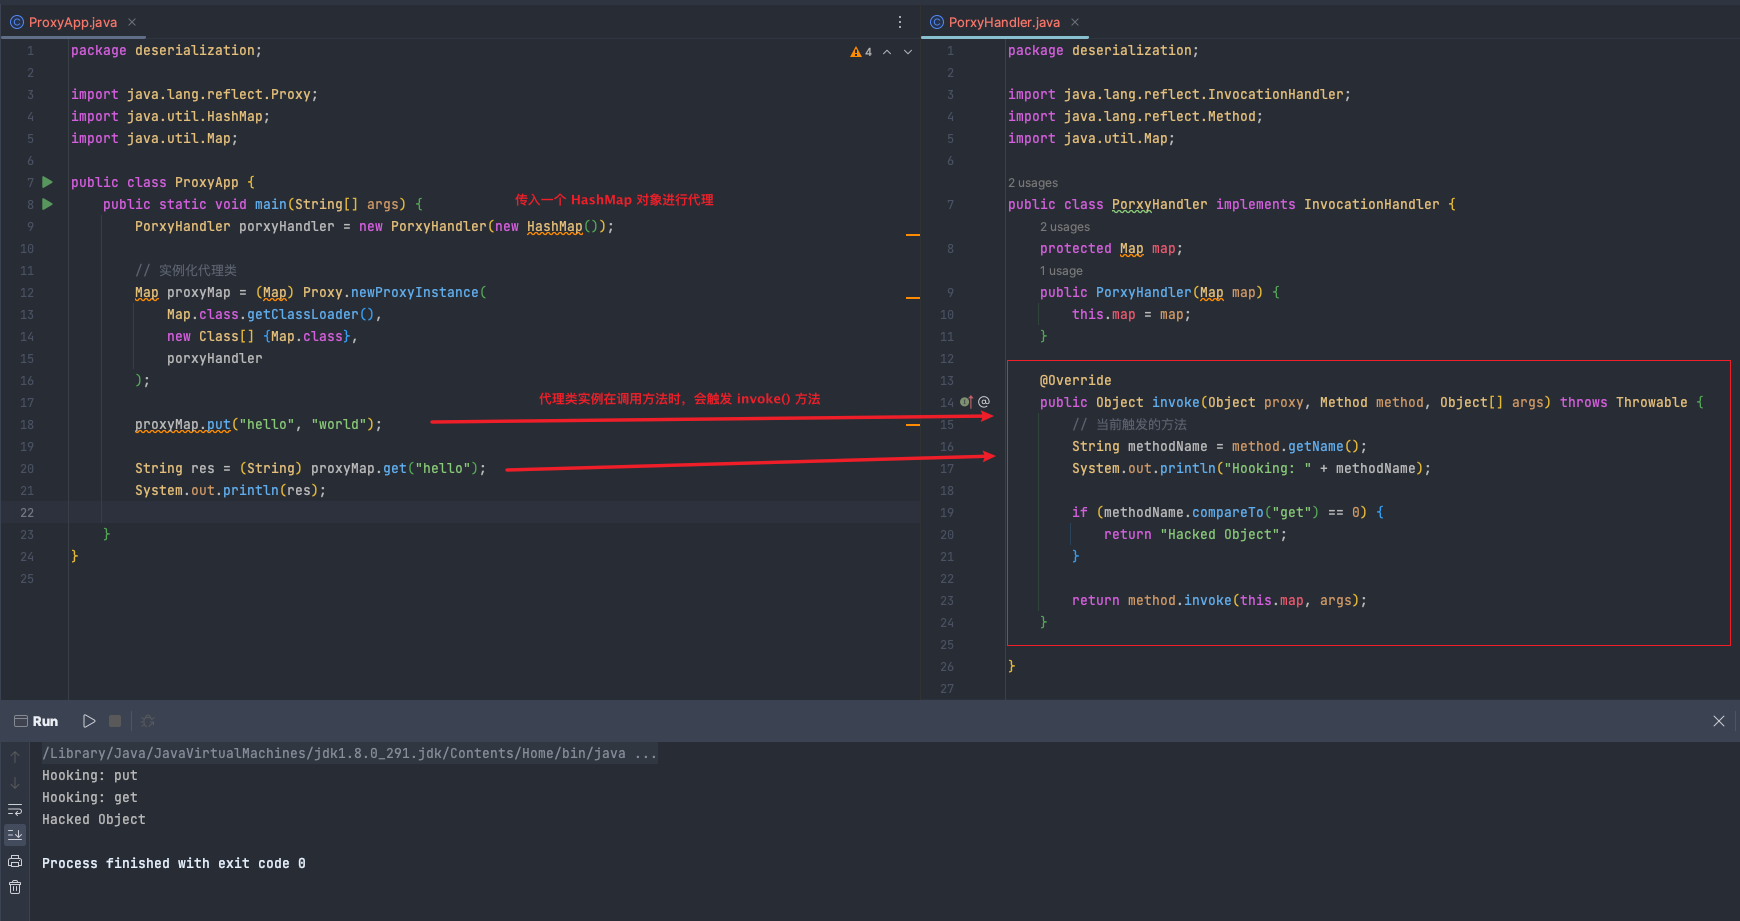 ProxyApp.java
4
1 package deserialization;
2
3 import java.lang.reflect.Proxy;
4 import java.util.HashMap;
5 import java.util.Map;
6
7 public class ProxyApp {
传入一个 HashMap 对象进行代理
8 public static void main(String[] args) {
9 PorxyHandler porxyHandler = new PorxyHandler(new HashMap());
10
11 // 实例化代理类
12 Map proxyMap = (Map) Proxy.newProxyInstance(
13 Map.class.getClassLoader(),
14 new Class[] {Map.class},
15 porxyHandler
16 );
17
代理类实例在调用方法时，会触发 invoke() 方法
18 proxyMap.put("hello", "world");
19
20 String res = (String) proxyMap.get("hello");
21 System.out.println(res);
22
23 }
24 }
25
PorxyHandler.java
1 package deserialization;
2
3 import java.lang.reflect.InvocationHandler;
4 import java.lang.reflect.Method;
5 import java.util.Map;
6
2 usages
7 public class PorxyHandler implements InvocationHandler {
2 usages
8 protected Map map;
1 usage
9 public PorxyHandler(Map map) {
10 this.map = map;
11 }
12
13 @Override
14 @ public Object invoke(Object proxy, Method method, Object[] args) throws Throwable {
15 // 当前触发的方法
16 String methodName = method.getName();
17 System.out.println("Hooking: " + methodName);
18
19 if (methodName.compareTo("get") == 0) {
20 return "Hacked Object";
21 }
22
23 return method.invoke(this.map, args);
24 }
25
26 }
27
Run
/Library/Java/JavaVirtualMachines/jdk1.8.0_291.jdk/Contents/Home/bin/java ...
Hooking: put
Hooking: get
Hacked Object
Process finished with exit code 0